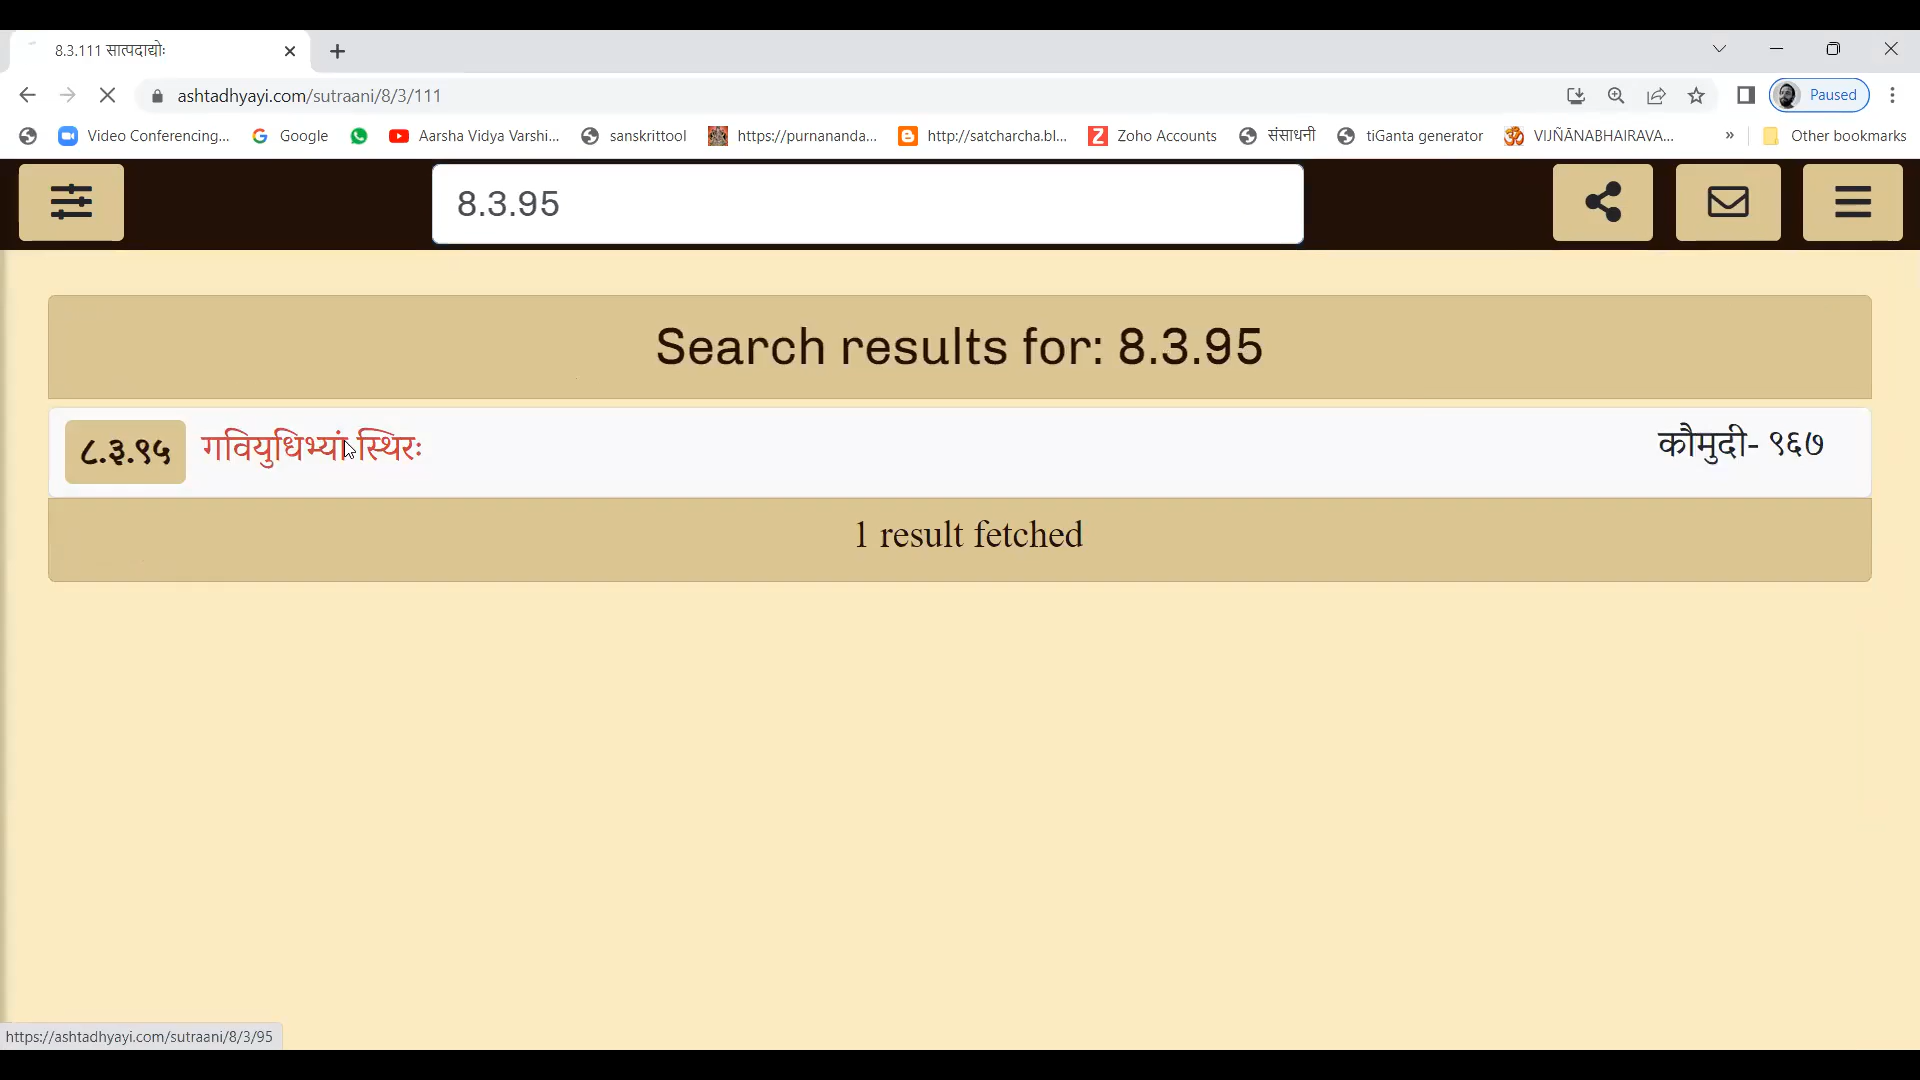 8.3.111 सात्पदाद्योः
ashtadhyayi.com/sutraani/8/3/111
Paused
Video Conferencing...
Google
Aarsha Vidya Varshi...
sanskrittool
https://purnananda...
http://satcharcha.bl...
Zoho Accounts
संसाधनी
tiGanta generator
VIJÑĀNABHAIRAVA...
»
Other bookmarks
8.3.95
Search results for: 8.3.95
८.३.९५ गवियुधिभ्यां स्थिरः कौमुदी- ९६७
1 result fetched
https://ashtadhyayi.com/sutraani/8/3/95